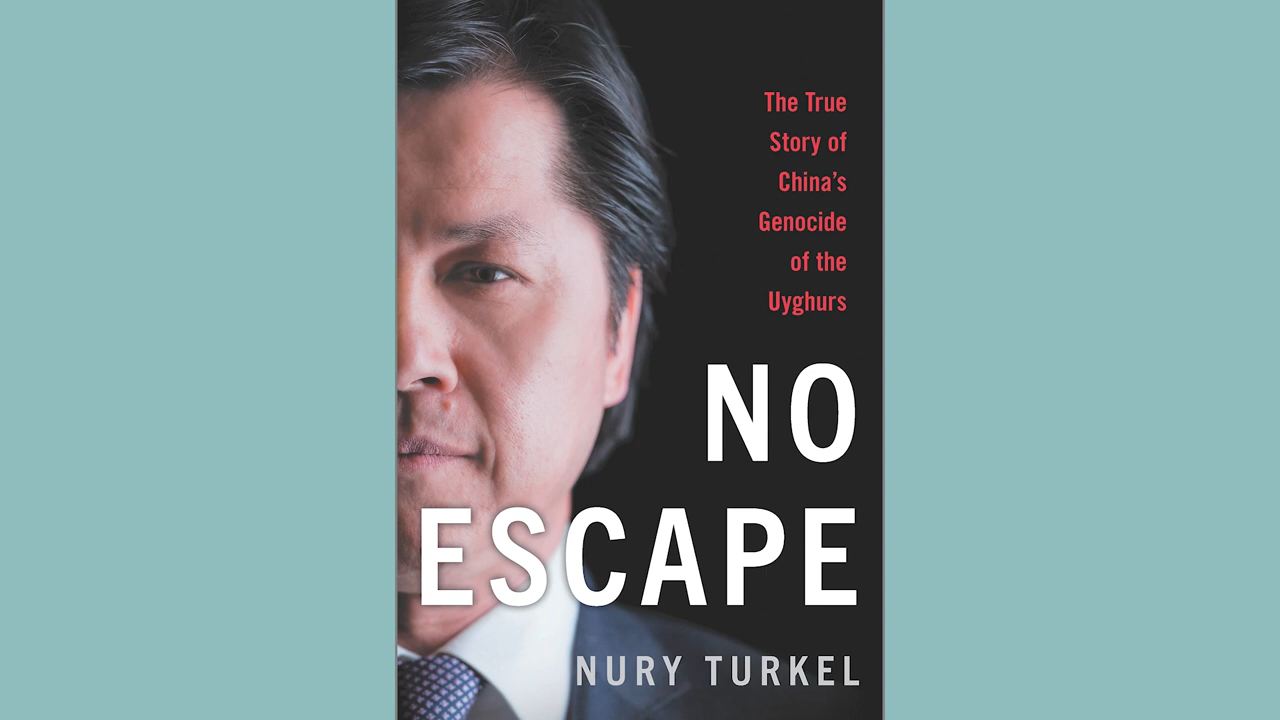 The True
Story of
China’s
Genocide
of the
Uyghurs
NO
ESCAPE
NURY TURKEL